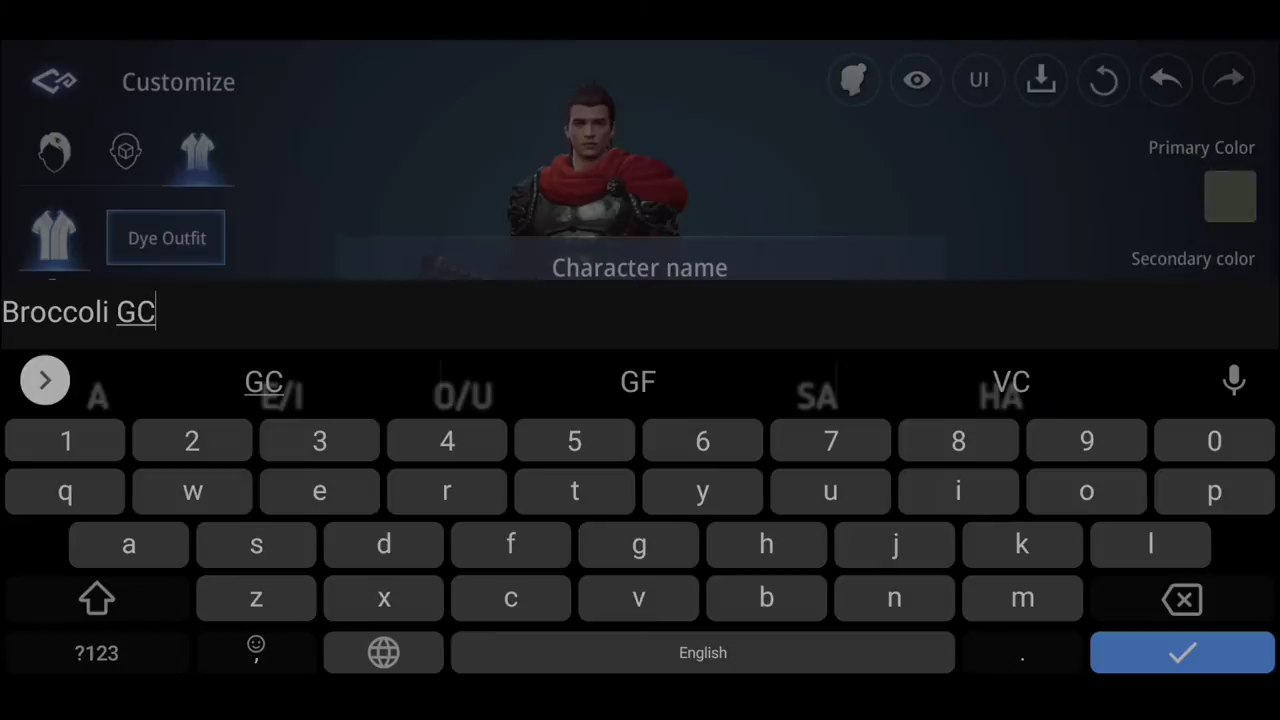 Customize
UI
Primary Color
Dye Outfit
Secondary color
Character name
Broccoli GC
GC GF VC
A E/I O/U SA HA
1 2 3 4 5 6 7 8 9 0
q w e r t y u i o p
a s d f g h j k l
z x c v b n m
?123 , English .